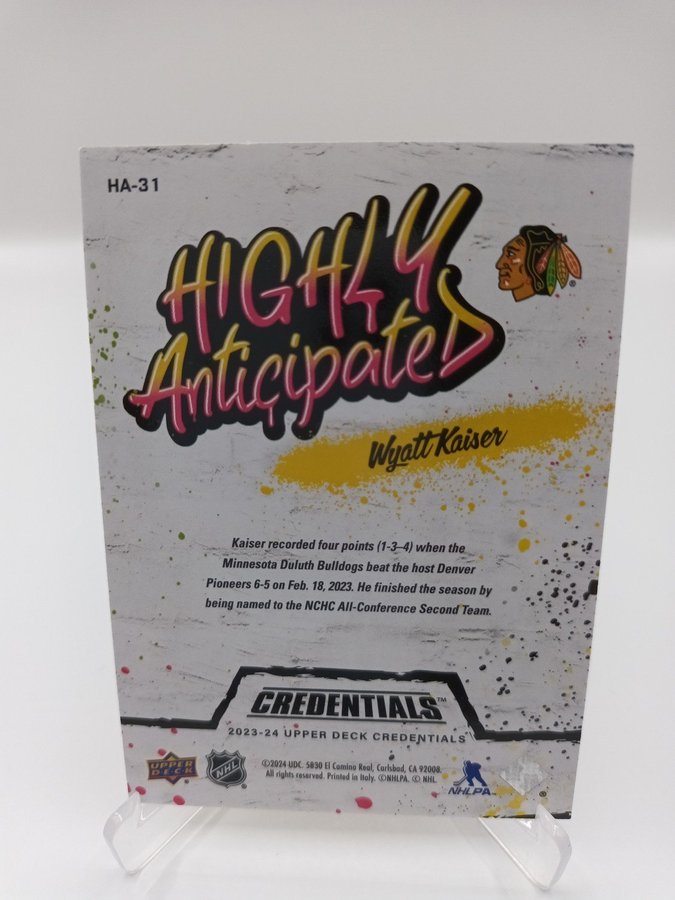 HA-31
HIGHLY
Anticipated
Wyatt Kaiser
Kaiser recorded four points (1-3–4) when the
Minnesota Duluth Bulldogs beat the host Denver
Pioneers 6-5 on Feb. 18, 2023. He finished the season by
being named to the NCHC All-Conference Second Team.
CREDENTIALS™
2023-24 UPPER DECK CREDENTIALS
UPPER DECK
NHL
©2024 UDC. 5830 El Camino Real, Carlsbad, CA 92008.
All rights reserved. Printed in Italy. ©NHLPA. © NHL
NHLPA